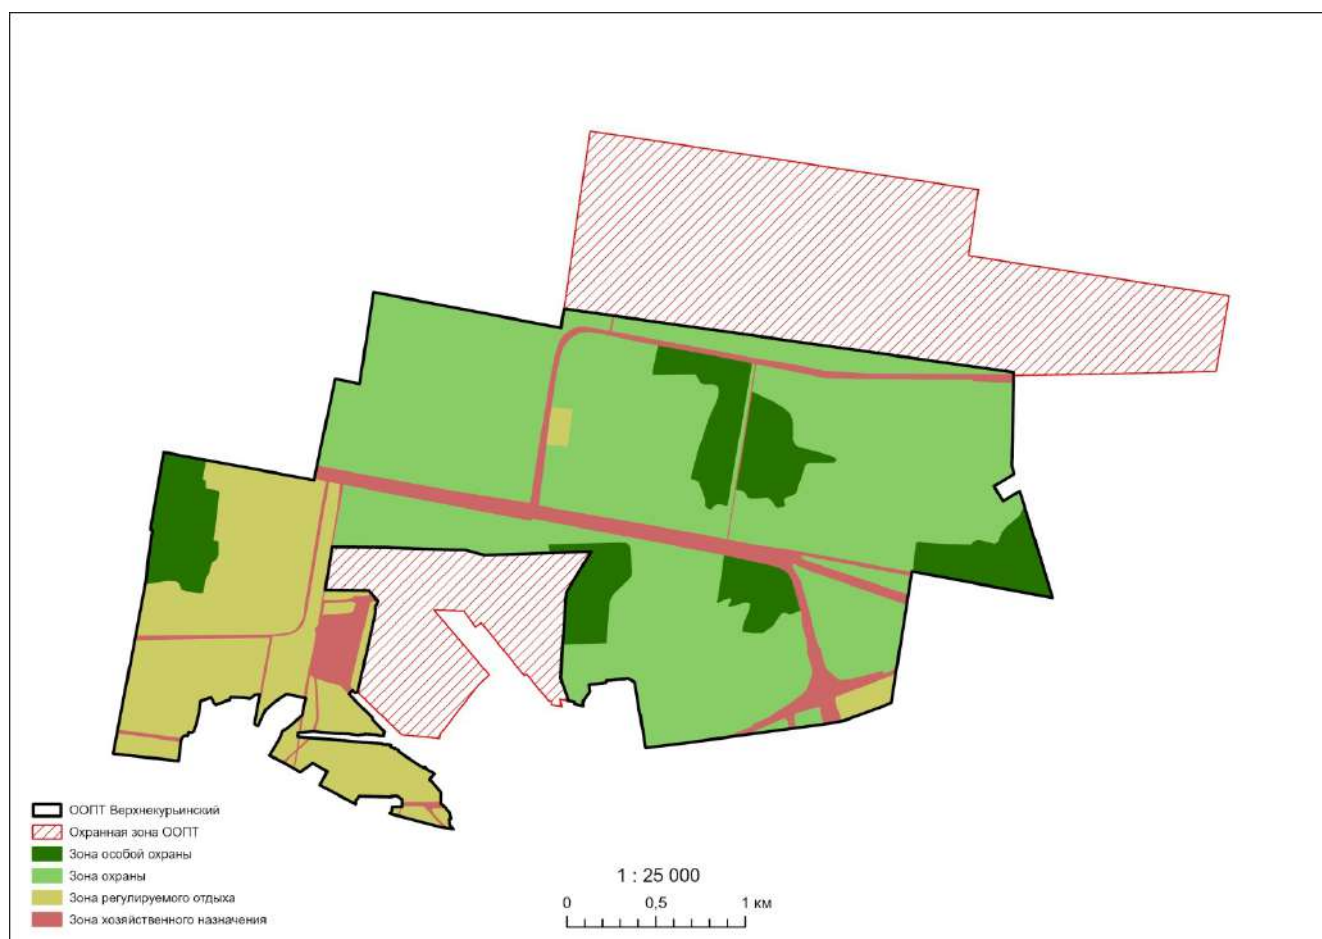 ООПТ Верхнекурьинский
Охранная зона ООПТ
Зона особой охраны
Зона охраны
Зона регулируемого отдыха
Зона хозяйственного назначения
1 : 25 000
0 0,5 1 км